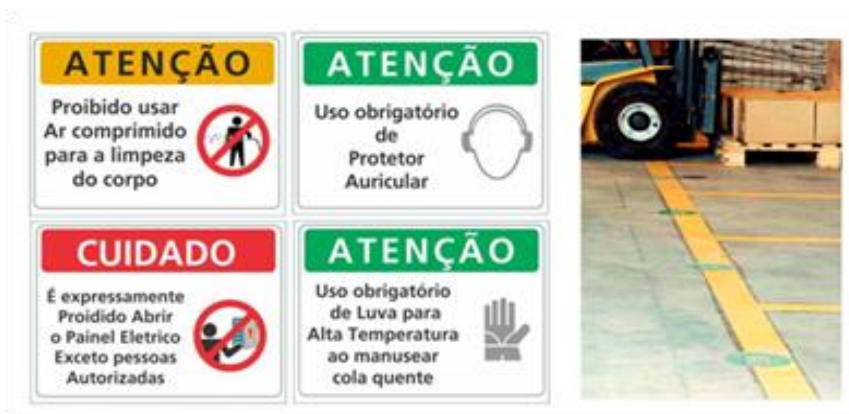 ATENÇÃO
Proibido usar
Ar comprimido
para a limpeza
do corpo
ATENÇÃO
Uso obrigatório
de
Protetor
Auricular
CUIDADO
É expressamente
Proidido Abrir
o Painel Eletrico
Exceto pessoas
Autorizadas
ATENÇÃO
Uso obrigatório
de Luva para
Alta Temperatura
ao manusear
cola quente